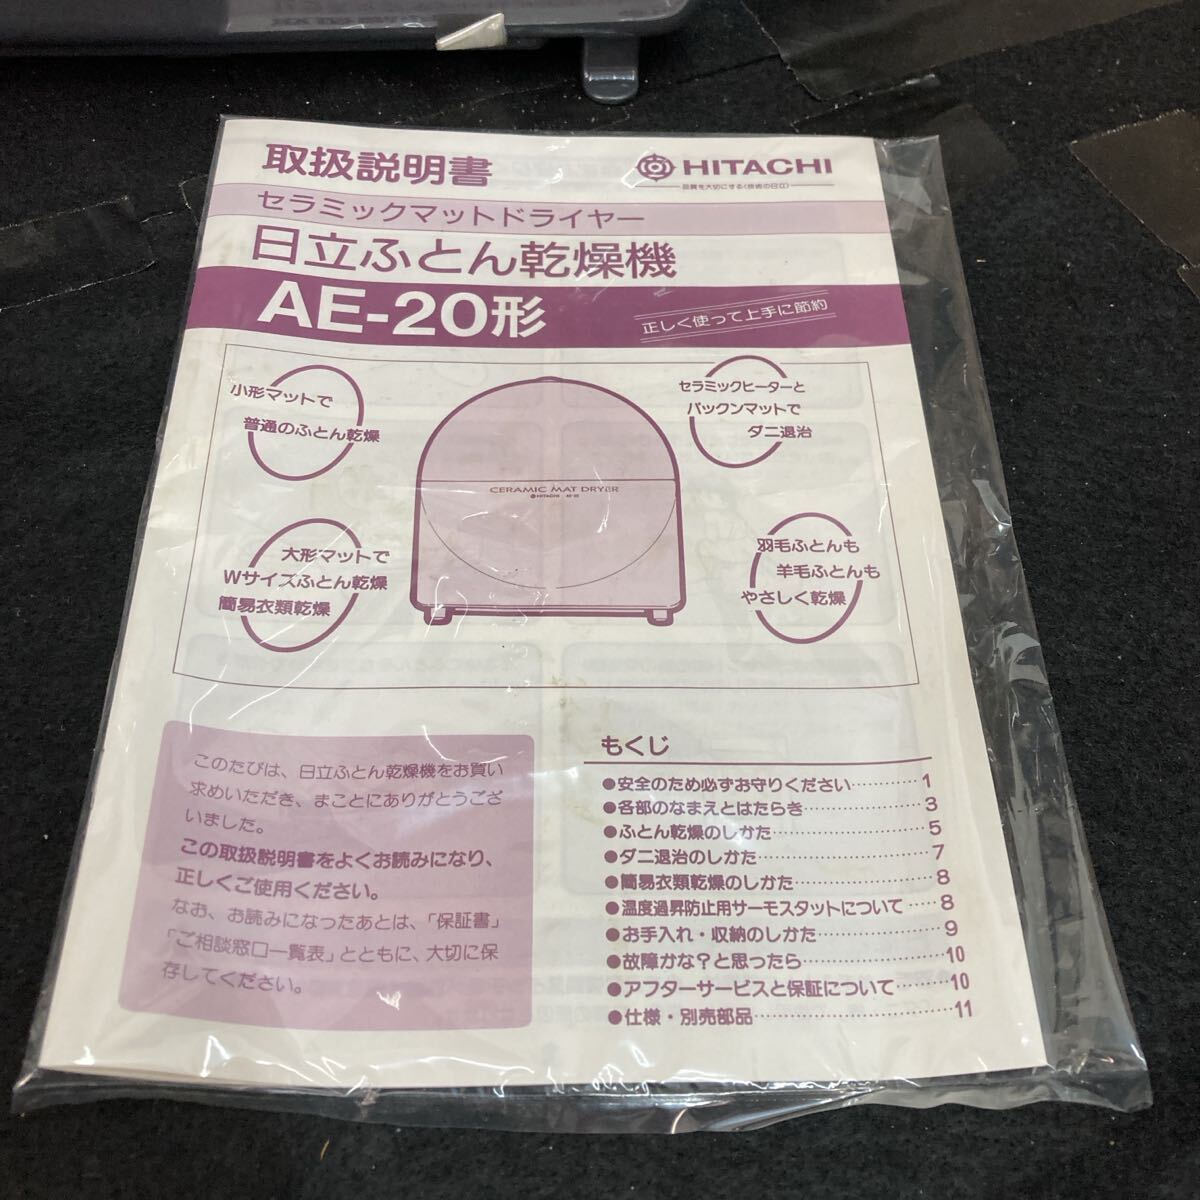 取扱説明書
HITACHI
品質を大切にする〈技術の日立〉
セラミックマットドライヤー
日立ふとん乾燥機
AE-20形
正しく使って上手に節約
小形マットで
普通のふとん乾燥
セラミックヒーターと
パックンマットで
ダニ退治
CERAMIC MAT DRYER
HITACHI AE-20
大形マットで
Wサイズふとん乾燥
簡易衣類乾燥
羽毛ふとんも
羊毛ふとんも
やさしく乾燥
このたびは、日立ふとん乾燥機をお買い
求めいただき、まことにありがとうござ
いました。
この取扱説明書をよくお読みになり、
正しくご使用ください。
なお、お読みになったあとは、「保証書」
「ご相談窓口一覧表」とともに、大切に保
存してください。
もくじ
●安全のため必ずお守りください…………1
●各部のなまえとはたらき…………3
●ふとん乾燥のしかた…………5
●ダニ退治のしかた…………7
●簡易衣類乾燥のしかた…………8
●温度過昇防止用サーモスタットについて……8
●お手入れ・収納のしかた…………9
●故障かな?と思ったら…………10
●アフターサービスと保証について………10
●仕様・別売部品…………11